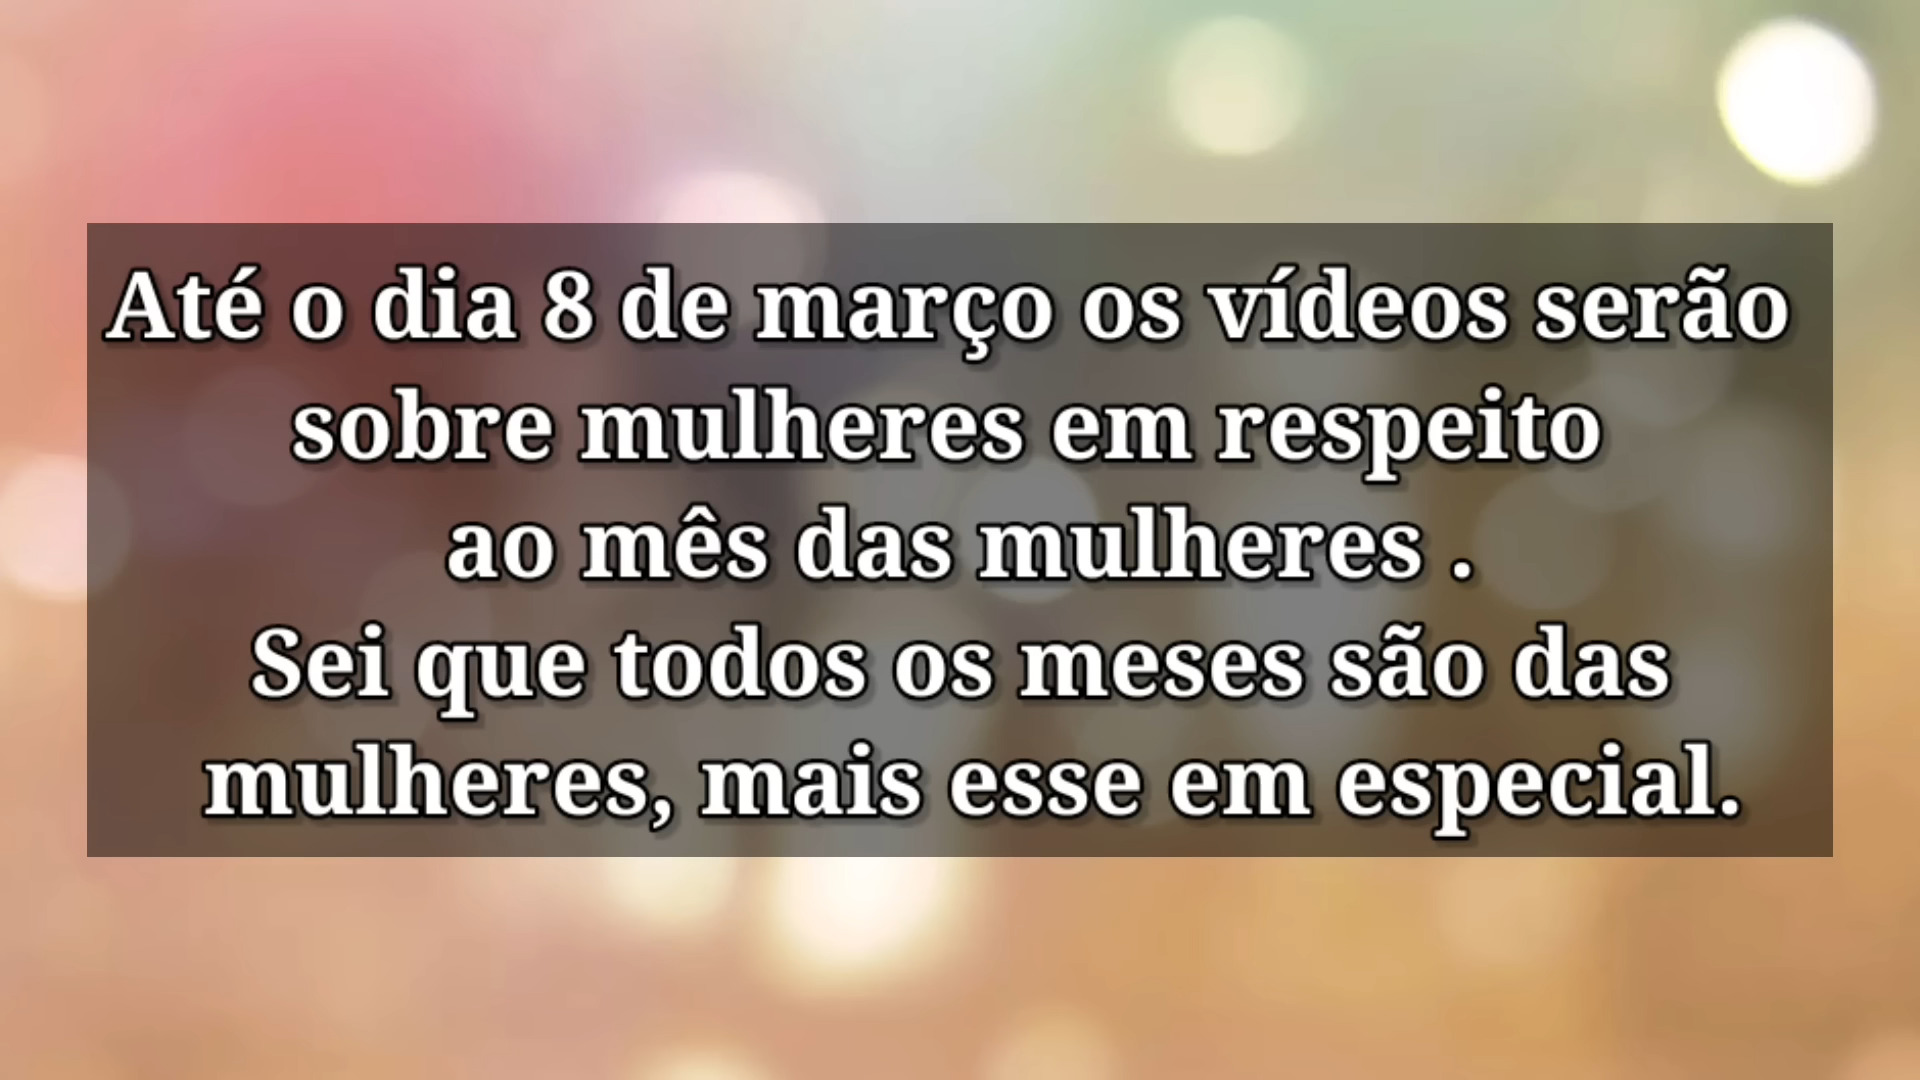 Até o dia 8 de março os vídeos serão
sobre mulheres em respeito
ao mês das mulheres .
Sei que todos os meses são das
mulheres, mais esse em especial.